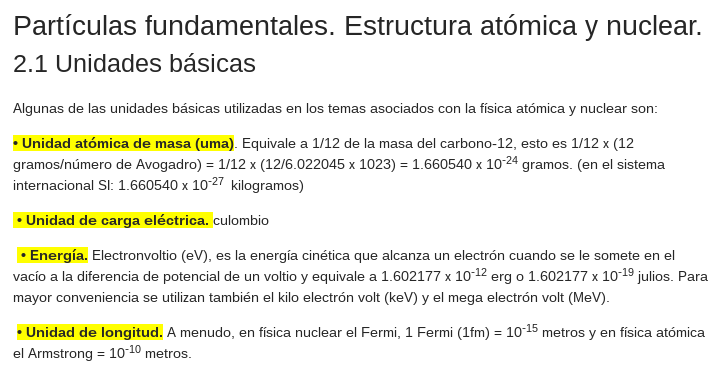 Partículas fundamentales. Estructura atómica y nuclear.
2.1 Unidades básicas
Algunas de las unidades básicas utilizadas en los temas asociados con la física atómica y nuclear son:
• Unidad atómica de masa (uma). Equivale a 1/12 de la masa del carbono-12, esto es 1/12 x (12
gramos/número de Avogadro) = 1/12 x (12/6.022045 x 1023) = 1.660540 x 10⁻²⁴ gramos. (en el sistema
internacional Sl: 1.660540 x 10⁻²⁷ kilogramos)
• Unidad de carga eléctrica. culombio
• Energía. Electronvoltio (eV), es la energía cinética que alcanza un electrón cuando se le somete en el
vacío a la diferencia de potencial de un voltio y equivale a 1.602177 x 10⁻¹² erg o 1.602177 x 10⁻¹⁹ julios. Para
mayor conveniencia se utilizan también el kilo electrón volt (keV) y el mega electrón volt (MeV).
• Unidad de longitud. A menudo, en física nuclear el Fermi, 1 Fermi (1fm) = 10⁻¹⁵ metros y en física atómica
el Armstrong = 10⁻¹⁰ metros.